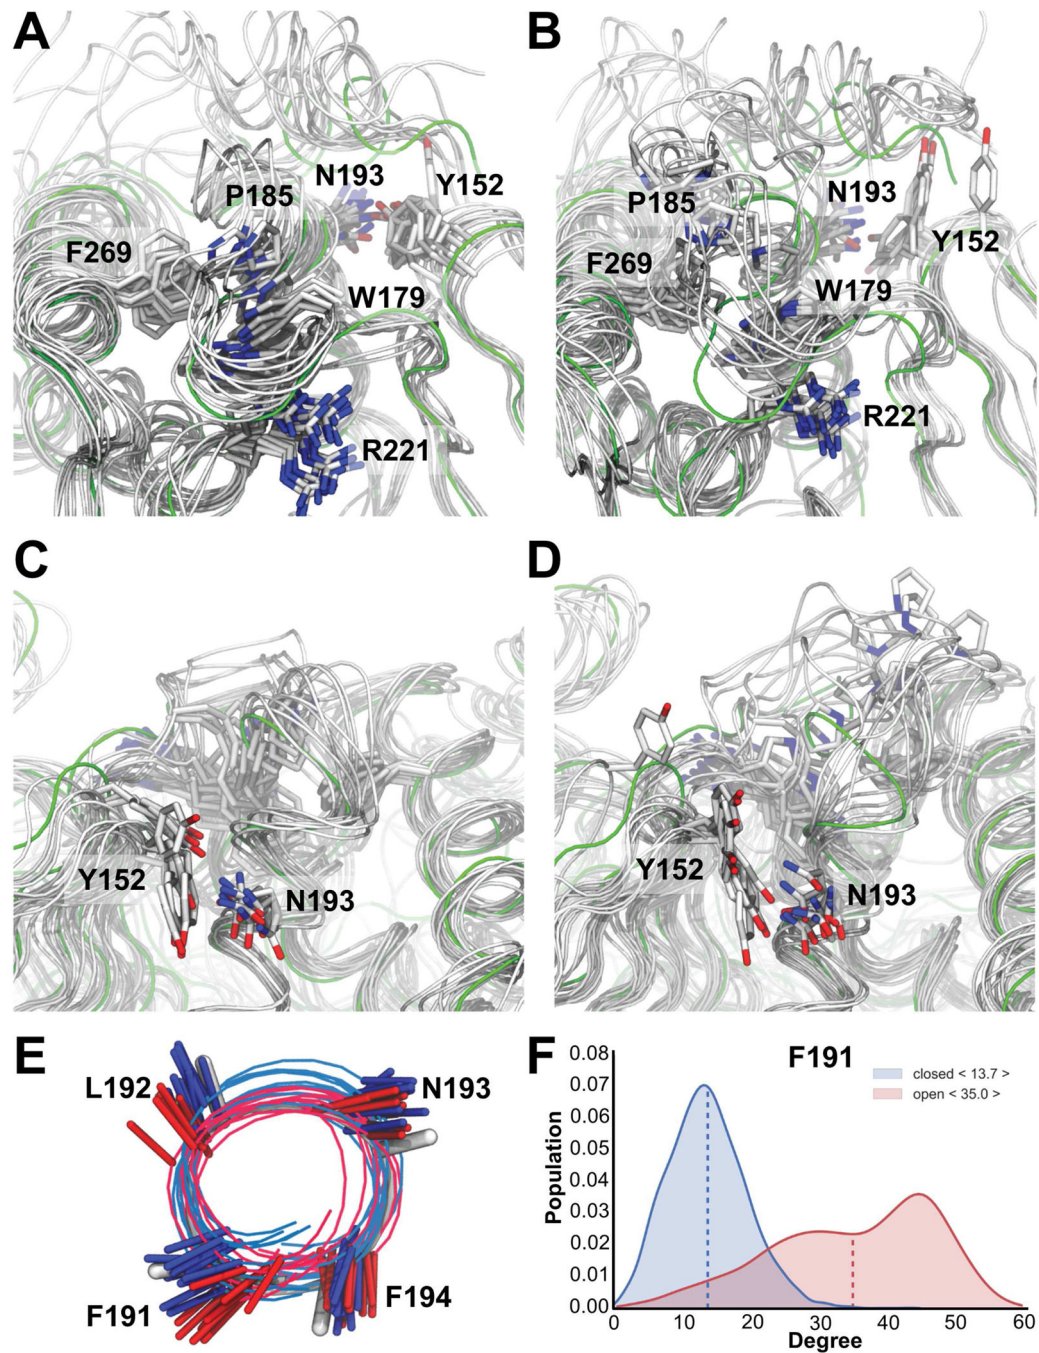 A
N193
Y152
P185
F269
W179
R221
B
N193
P185
Y152
F269
W179
R221
C
Y152
N193
D
Y152
N193
E
L192
N193
F191
F194
F
F191
closed < 13.7 >
open < 35.0 >
Population
0.08
0.07
0.06
0.05
0.04
0.03
0.02
0.01
0.00
0 10 20 30 40 50 60
Degree